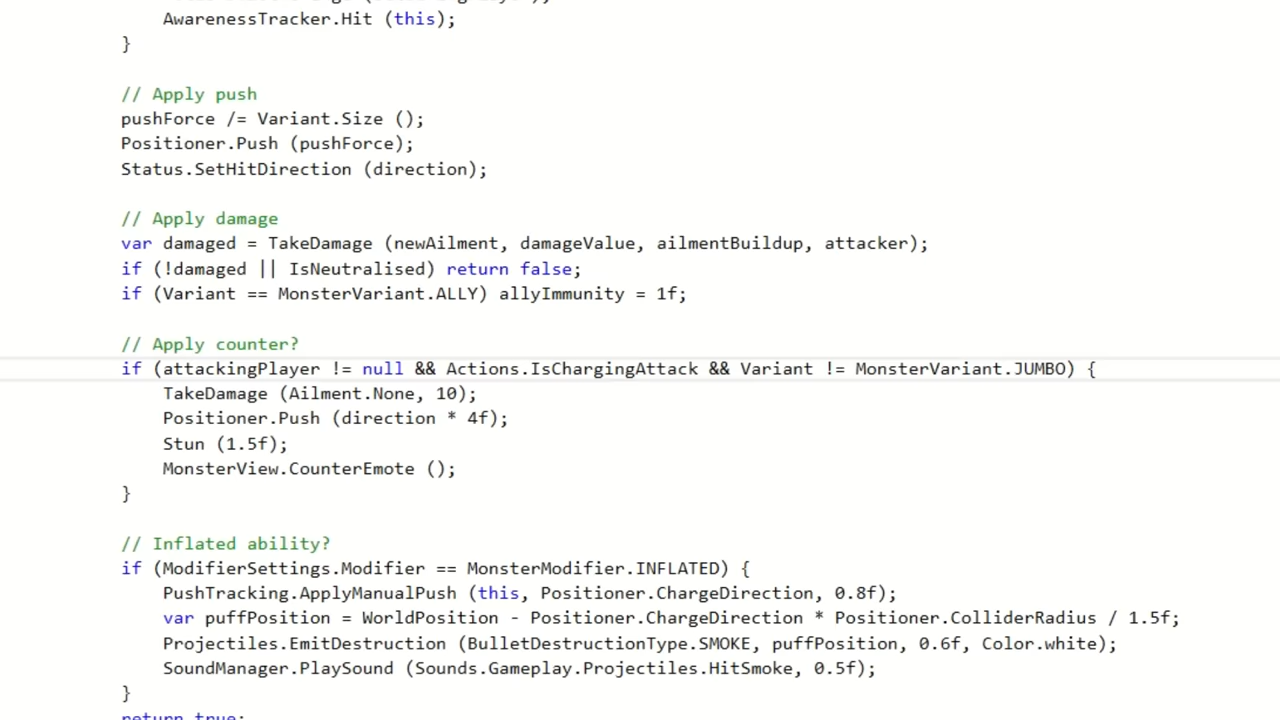 AwarenessTracker.Hit (this);
}
// Apply push
pushForce /= Variant.Size ();
Positioner.Push (pushForce);
Status.SetHitDirection (direction);
// Apply damage
var damaged = TakeDamage (newAilment, damageValue, ailmentBuildup, attacker);
if (!damaged || IsNeutralised) return false;
if (Variant == MonsterVariant.ALLY) allyImmunity = 1f;
// Apply counter?
if (attackingPlayer != null && Actions.IsChargingAttack && Variant != MonsterVariant.JUMBO) {
TakeDamage (Ailment.None, 10);
Positioner.Push (direction * 4f);
Stun (1.5f);
MonsterView.CounterEmote ();
}
// Inflated ability?
if (ModifierSettings.Modifier == MonsterModifier.INFLATED) {
PushTracking.ApplyManualPush (this, Positioner.ChargeDirection, 0.8f);
var puffPosition = WorldPosition - Positioner.ChargeDirection * Positioner.ColliderRadius / 1.5f;
Projectiles.EmitDestruction (BulletDestructionType.SMOKE, puffPosition, 0.6f, Color.white);
SoundManager.PlaySound (Sounds.Gameplay.Projectiles.HitSmoke, 0.5f);
}
return true;